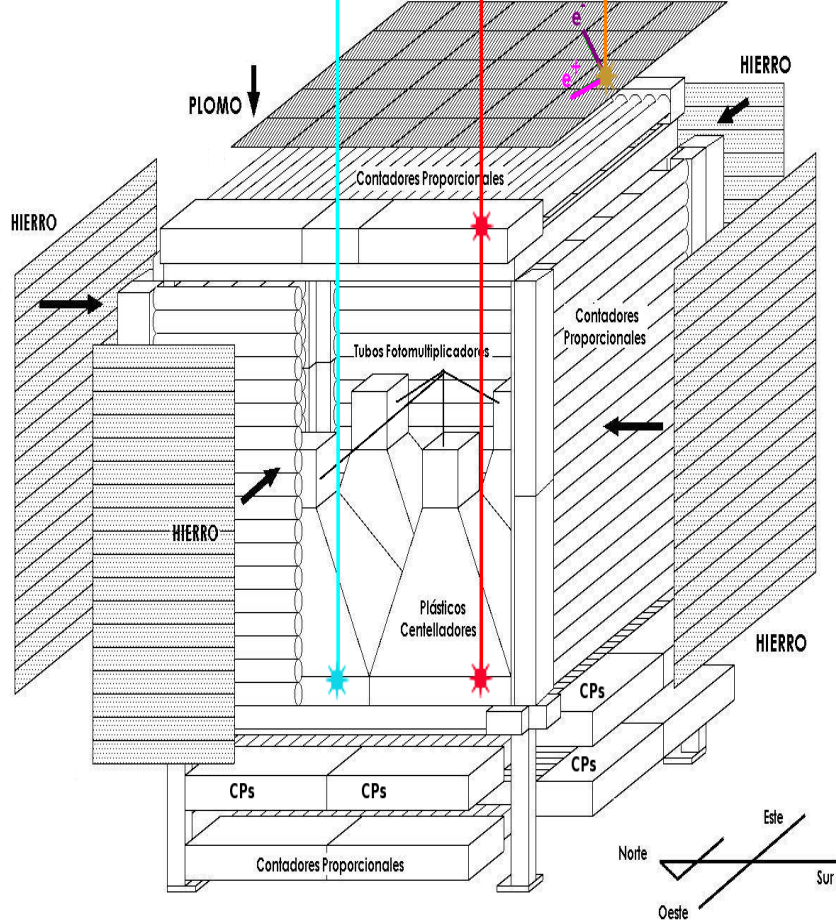 e-
e+
HIERRO
PLOMO
Contadores Proporcionales
HIERRO
Contadores
Proporcionales
Tubos Fotomultiplicadores
HIERRO
Plásticos
Centelladores
HIERRO
CPs
CPs
CPs
CPs
Contadores Proporcionales
Este
Norte
Sur
Oeste